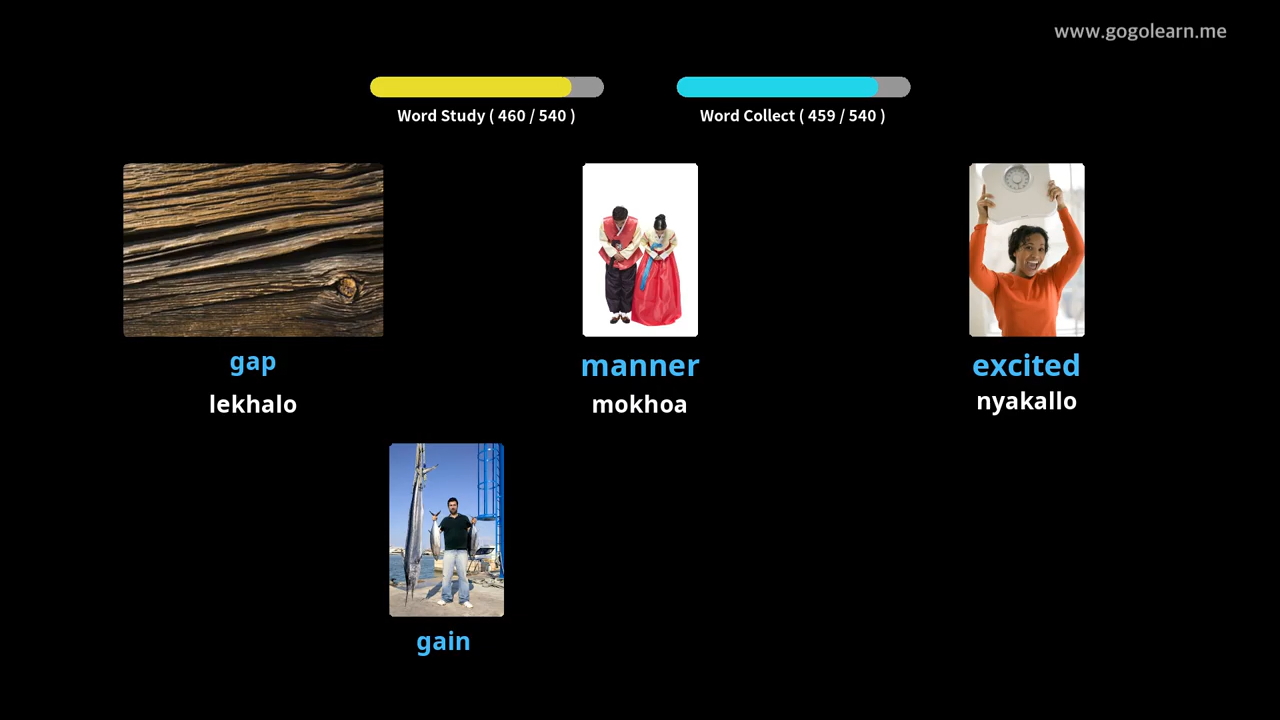 www.gogolearn.me
Word Study ( 460 / 540 )
Word Collect ( 459 / 540 )
gap
manner
excited
lekhalo
mokhoa
nyakallo
gain